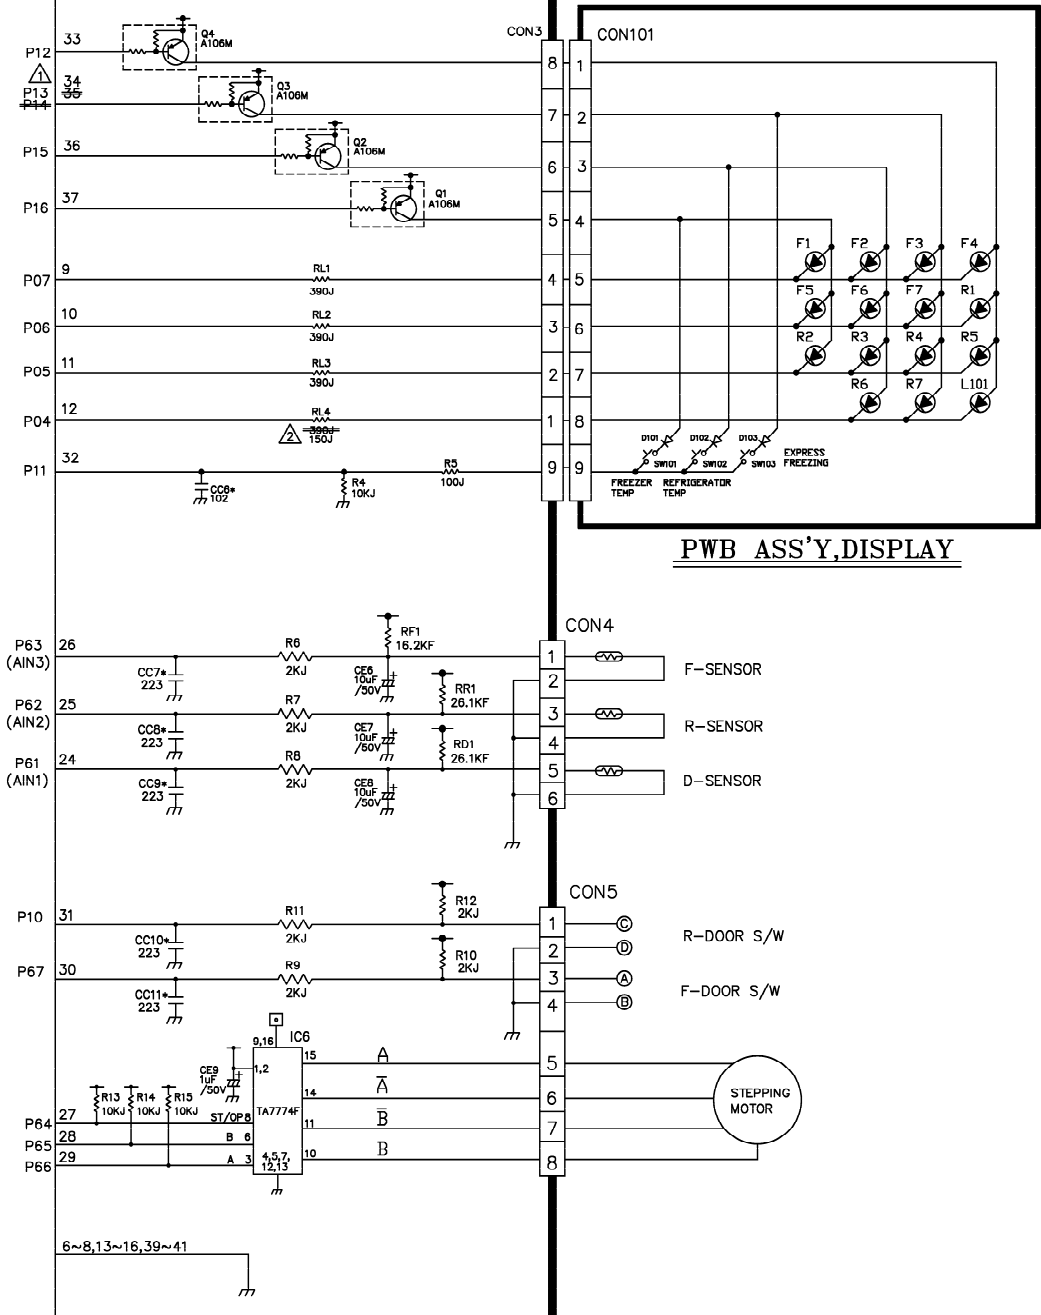 P12 33 Q4 A106M CON3 8
CON101 1
1
P13 34 Q3 A106M 7 2
P14 35
P15 36 Q2 A106M 6 3
P16 37 Q1 A106M 5 4
F1 F2 F3 F4
P07 9 RL1 390J 4 5
F5 F6 F7 R1
P06 10 RL2 390J 3 6
R2 R3 R4 R5
P05 11 RL3 390J 2 7
R6 R7 L101
P04 12 RL4 390J 1 8
2 150J
D101 D102 D103
SW101 SW102 SW103
EXPRESS
FREEZING
P11 32 R5 100J 9 9
CC6* 102
R4 10KJ
FREEZER
TEMP
REFRIGERATOR
TEMP
PWB ASS'Y,DISPLAY
CON4
RF1
16.2KF
P63
(AIN3)
26 R6 2KJ 1
2
CC7*
223
CE6
10uF
/50V
F-SENSOR
RR1
26.1KF
P62
(AIN2)
25 R7 2KJ 3
4
CC8*
223
CE7
10uF
/50V
R-SENSOR
RD1
26.1KF
P61
(AIN1)
24 R8 2KJ 5
6
CC9*
223
CE8
10uF
/50V
D-SENSOR
CON5
R12
2KJ
P10 31 R11 2KJ 1 C
2 D
CC10*
223
R-DOOR S/W
R10
2KJ
P67 30 R9 2KJ 3 A
4 B
CC11*
223
F-DOOR S/W
a
9,16 IC6
CE9
1uF
/50V
1,2
TA7774F
15 A 5
14 A̅ 6
11 B̅ 7
10 B 8
STEPPING
MOTOR
R13
10KJ
R14
10KJ
R15
10KJ
P64 27 ST/OP 8
P65 28 B 6
P66 29 A 3
4,5,7,
12,13
6~8,13~16,39~41